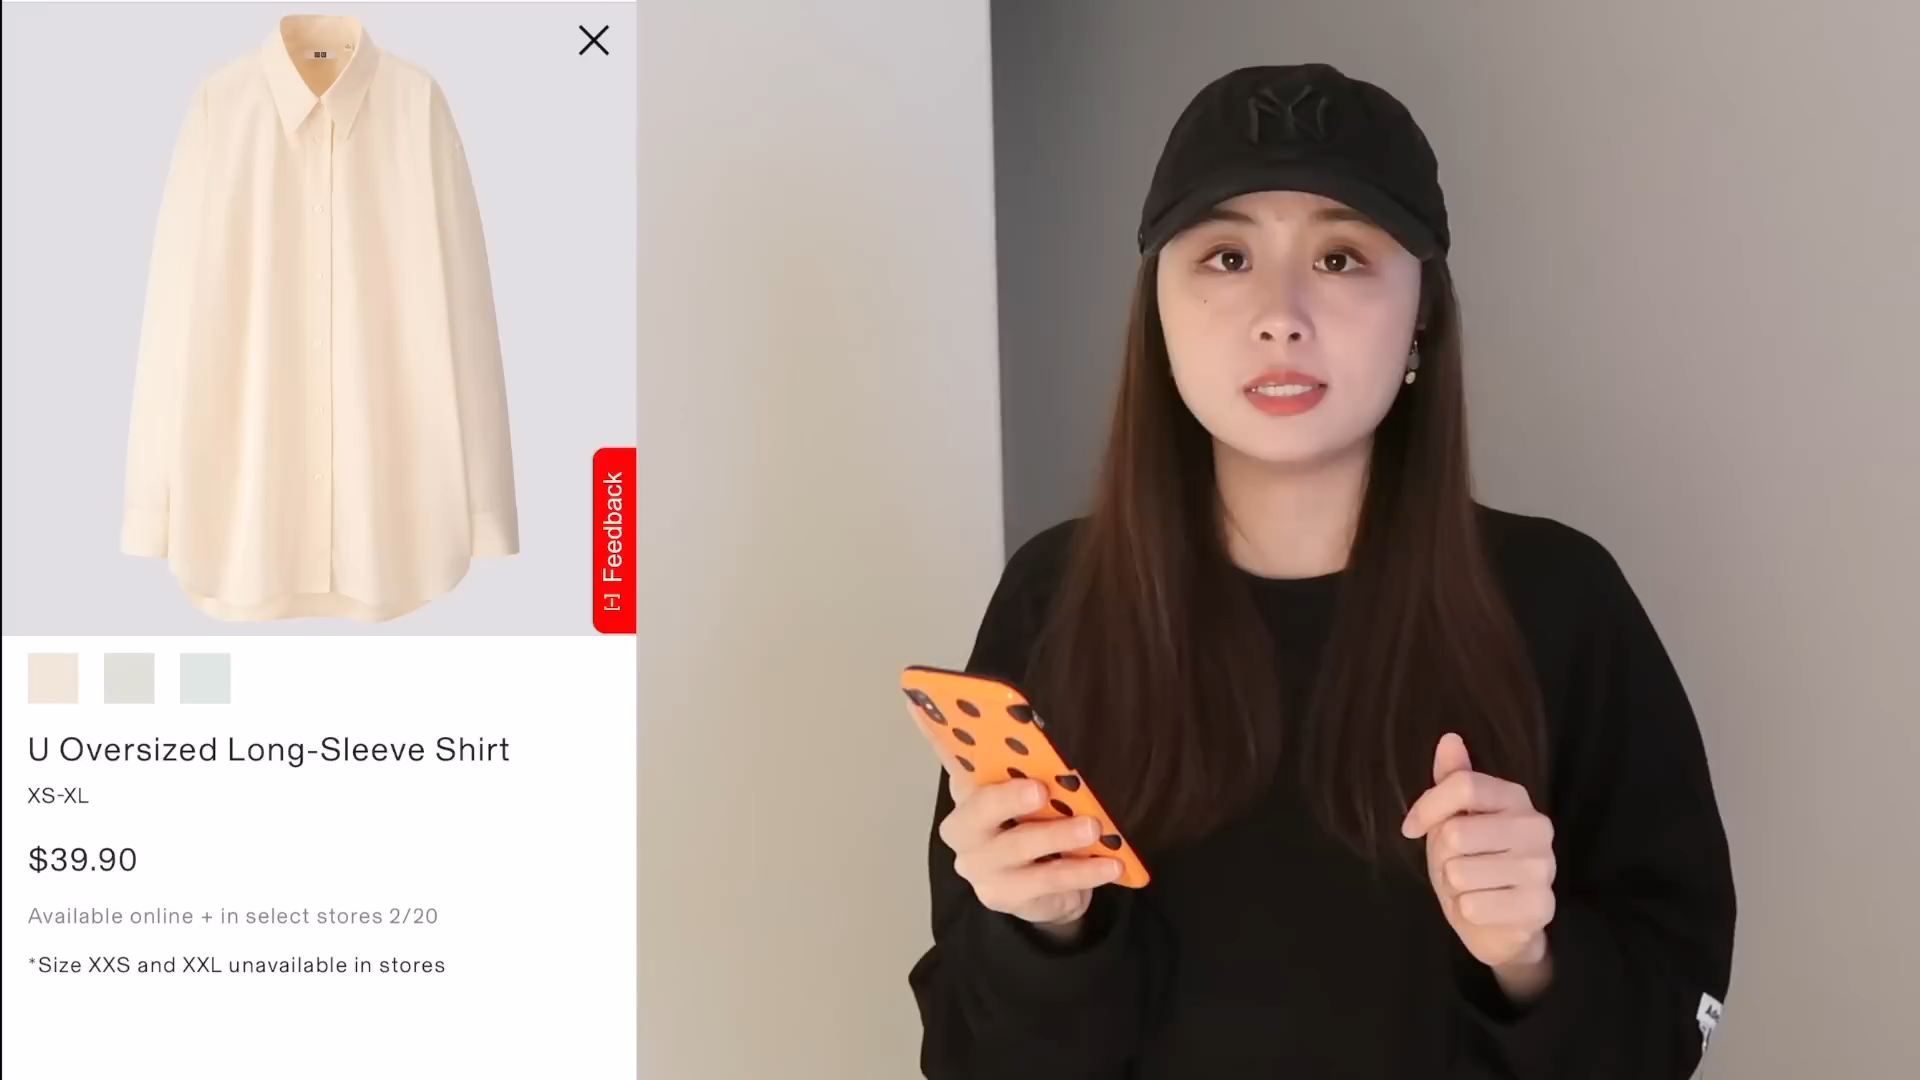 [-] Feedback
U Oversized Long-Sleeve Shirt
XS-XL
$39.90
Available online + in select stores 2/20
*Size XXS and XXL unavailable in stores
NY